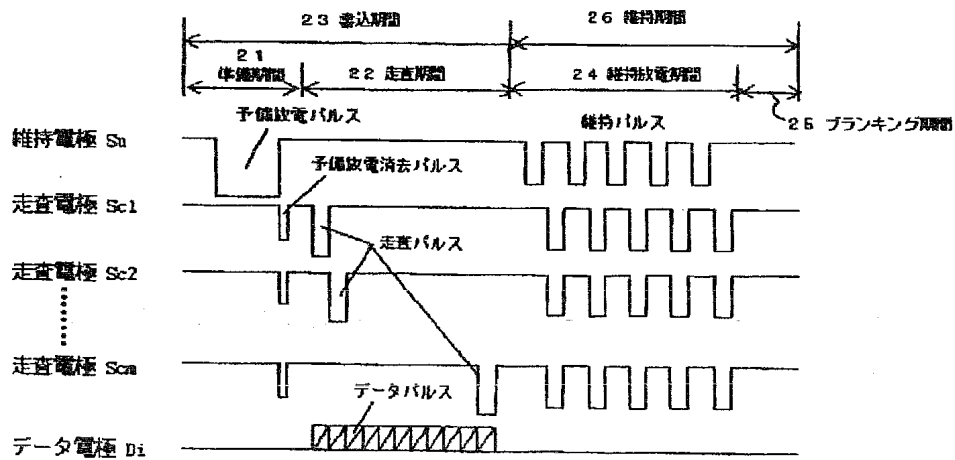 23 書込期間
26 維持期間
21
準備期間
22 走査期間
24 維持放電期間
25 ブランキング期間
予備放電パルス
維持パルス
維持電極 Su
予備放電消去パルス
走査電極 Sc1
走査パルス
走査電極 Sc2
走査電極 Scm
データパルス
データ電極 Di